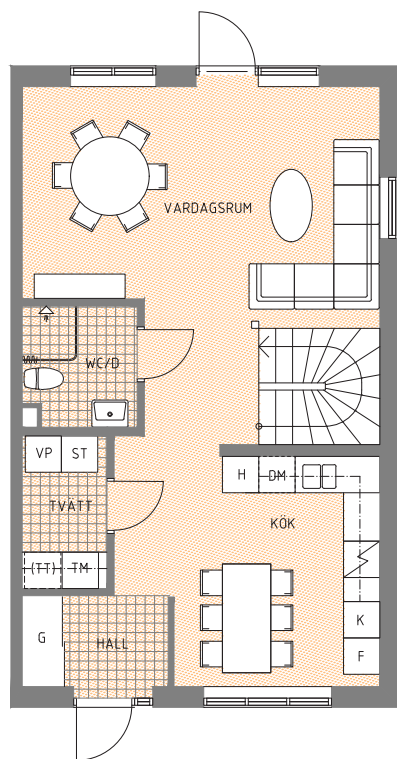 VARDAGSRUM
WC/D
VP
ST
H
DM
TVÄTT
KÖK
(TT)
TM
K
G
HALL
F